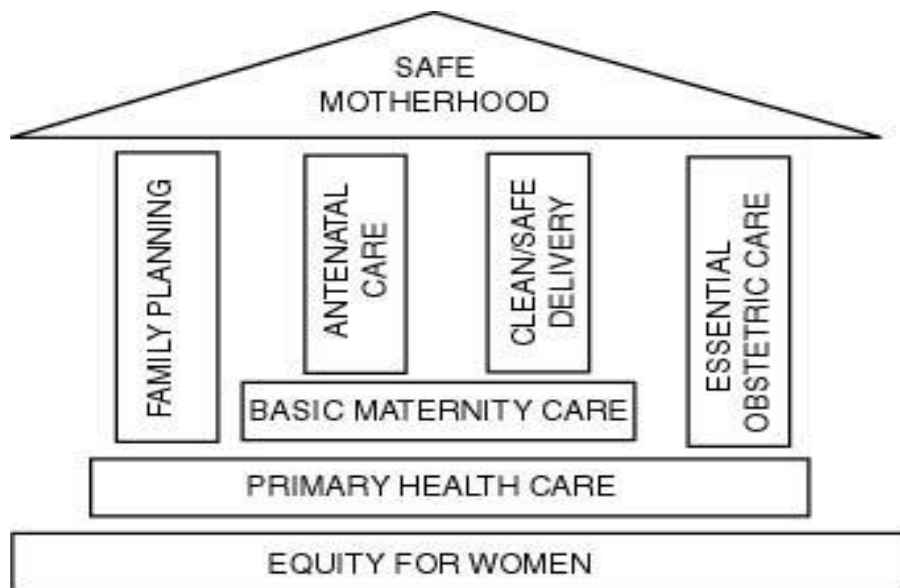 SAFE
MOTHERHOOD
FAMILY PLANNING
ANTENATAL
CARE
CLEAN/SAFE
DELIVERY
ESSENTIAL
OBSTETRIC CARE
BASIC MATERNITY CARE
PRIMARY HEALTH CARE
EQUITY FOR WOMEN